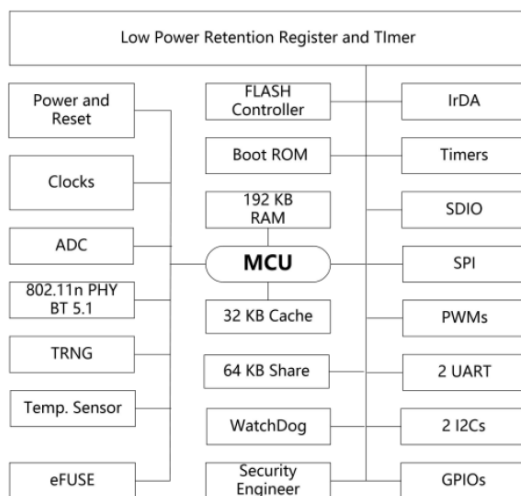 Low Power Retention Register and TImer
Power and
Reset
Clocks
ADC
802.11n PHY
BT 5.1
TRNG
Temp. Sensor
eFUSE
FLASH
Controller
Boot ROM
192 KB
RAM
MCU
32 KB Cache
64 KB Share
WatchDog
Security
Engineer
IrDA
Timers
SDIO
SPI
PWMs
2 UART
2 I2Cs
GPIOs